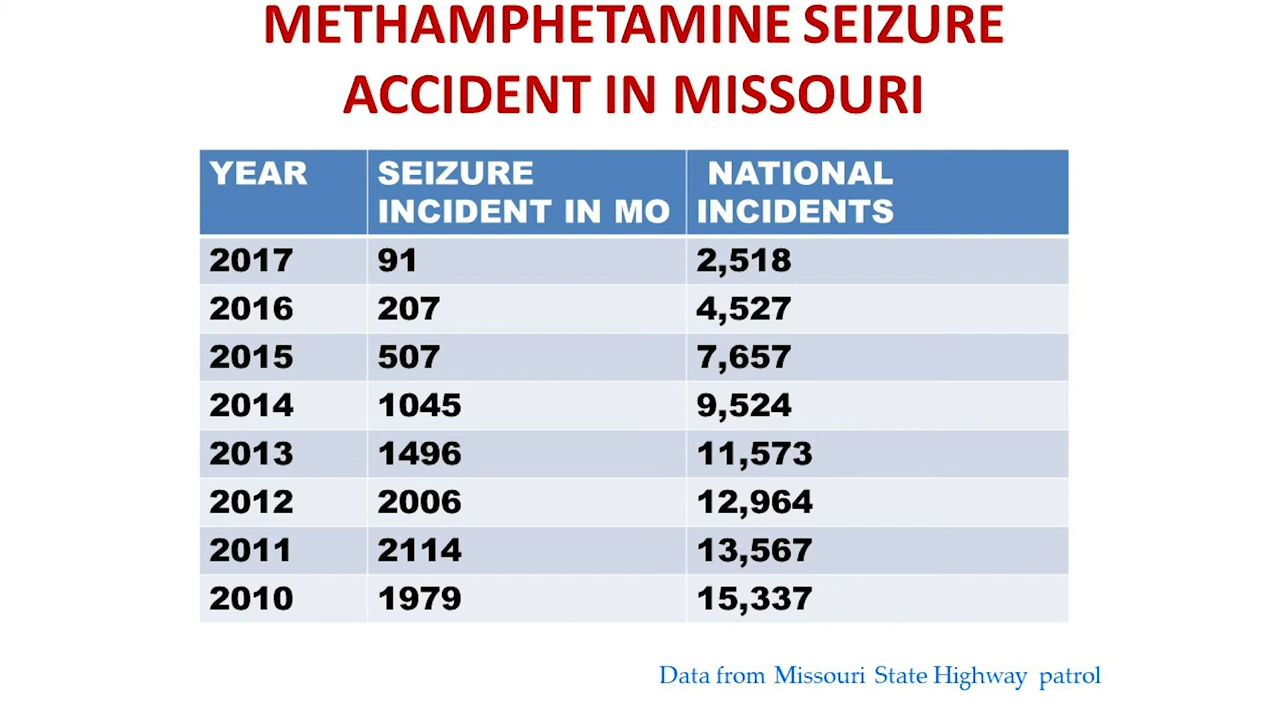 METHAMPHETAMINE SEIZURE
ACCIDENT IN MISSOURI
YEAR SEIZURE INCIDENT IN MO NATIONAL INCIDENTS
2017 91 2,518
2016 207 4,527
2015 507 7,657
2014 1045 9,524
2013 1496 11,573
2012 2006 12,964
2011 2114 13,567
2010 1979 15,337
Data from Missouri State Highway patrol